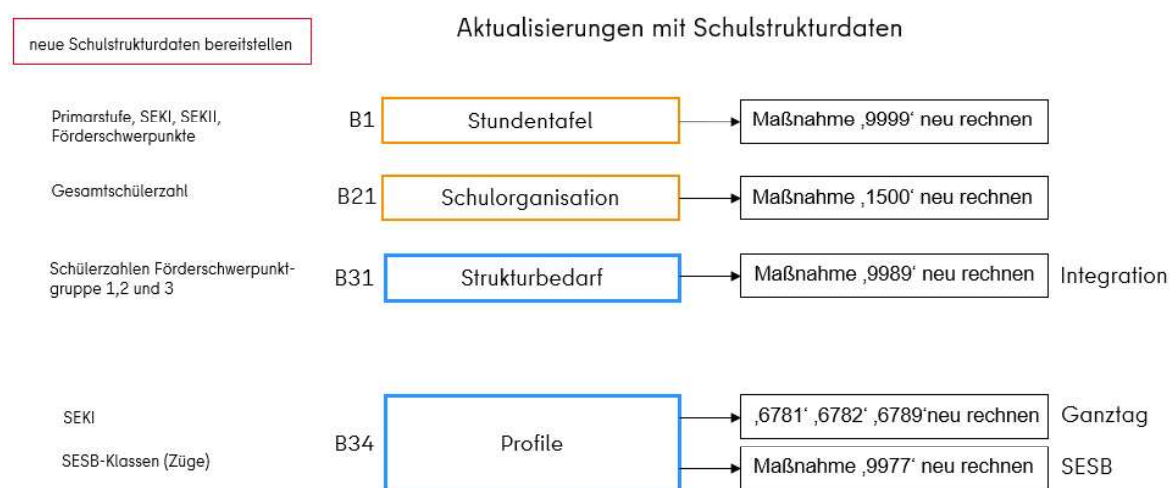 Aktualisierungen mit Schulstrukturdaten
neue Schulstrukturdaten bereitstellen
Primarstufe, SEKI, SEKII,
Förderschwerpunkte
B1
Stundentafel
Maßnahme ‚9999‘ neu rechnen
Gesamtschülerzahl
B21
Schulorganisation
Maßnahme ‚1500‘ neu rechnen
Schülerzahlen Förderschwerpunkt-
gruppe 1,2 und 3
B31
Strukturbedarf
Maßnahme ‚9989‘ neu rechnen
Integration
SEKI
SESB-Klassen (Züge)
B34
Profile
‚6781‘ ‚6782‘ ‚6789‘neu rechnen
Ganztag
Maßnahme ‚9977‘ neu rechnen
SESB